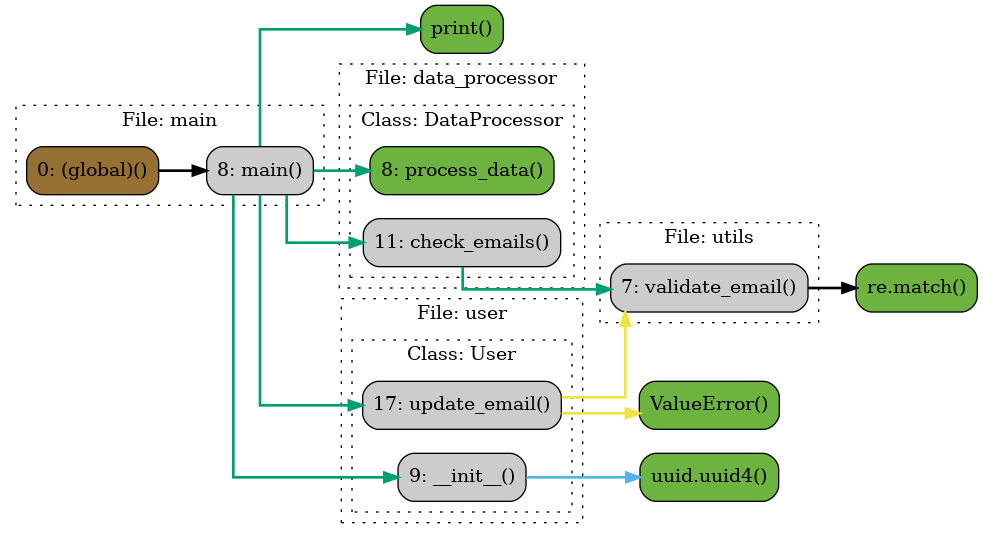 print()
File: data_processor
File: main
Class: DataProcessor
0: (global)()
8: main()
8: process_data()
11: check_emails()
File: utils
7: validate_email()
re.match()
File: user
Class: User
17: update_email()
ValueError()
9: __init__()
uuid.uuid4()